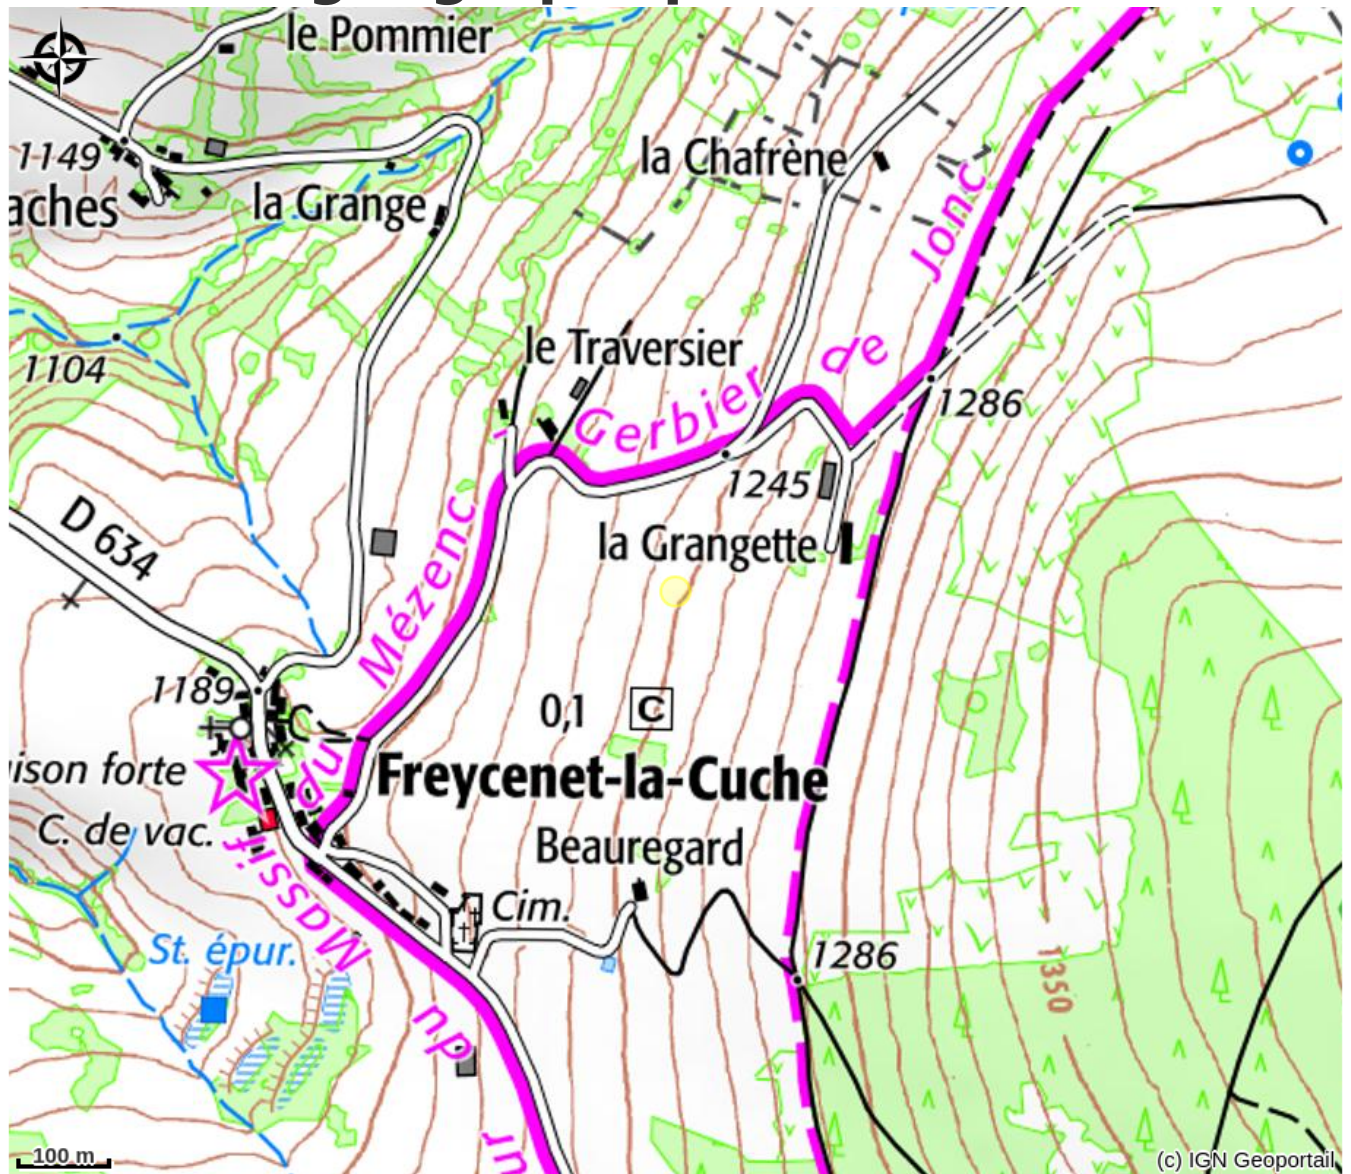 le Pommier
1149
la Chafrène
aches
la Grange
Jonc
le Traversier
de
1104
Gerbier
1286
1245
D 634
Mézenc
la Grangette
1189
0,1
C
du
ison forte
Freycenet-la-Cuche
C. de vac.
Beauregard
Massif
Cim.
St. épur.
1286
1350
du
ur
100 m
(c) IGN Geoportail